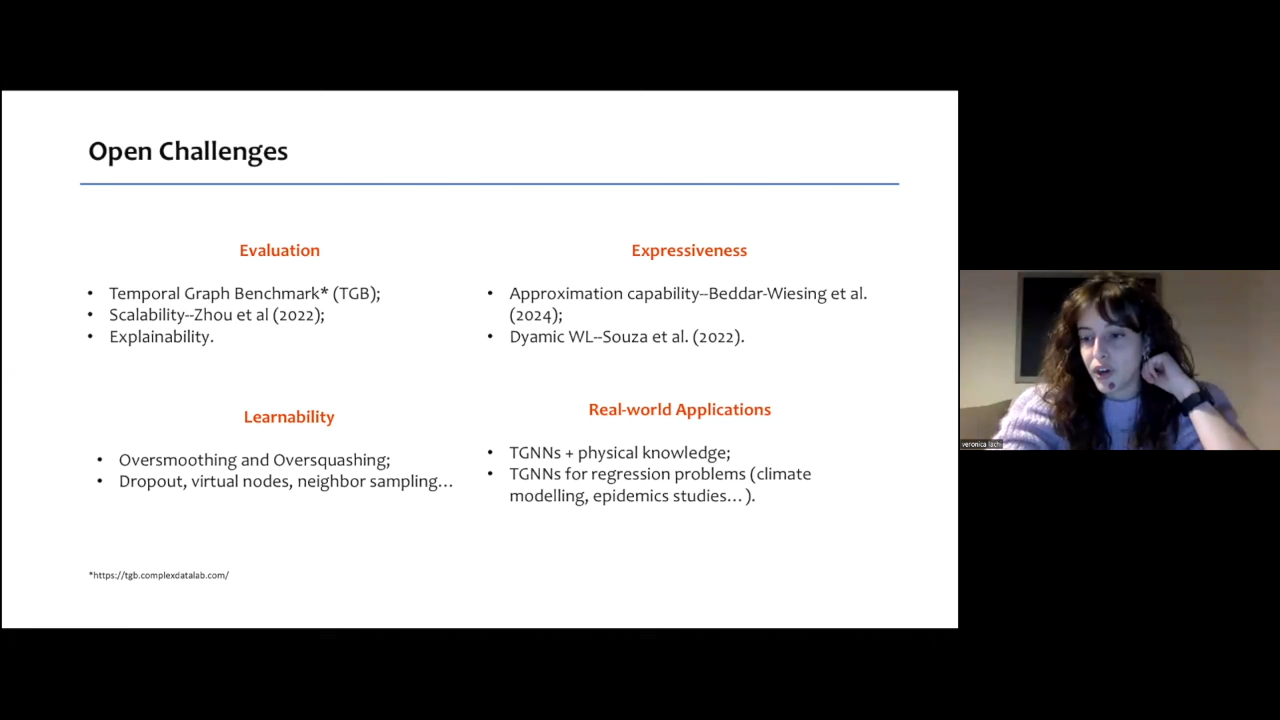 Open Challenges
Evaluation
• Temporal Graph Benchmark* (TGB);
• Scalability--Zhou et al (2022);
• Explainability.
Expressiveness
• Approximation capability--Beddar-Wiesing et al.
(2024);
• Dyamic WL--Souza et al. (2022).
Learnability
• Oversmoothing and Oversquashing;
• Dropout, virtual nodes, neighbor sampling…
Real-world Applications
• TGNNs + physical knowledge;
• TGNNs for regression problems (climate
modelling, epidemics studies… ).
*https://tgb.complexdatalab.com/
veronica lachi